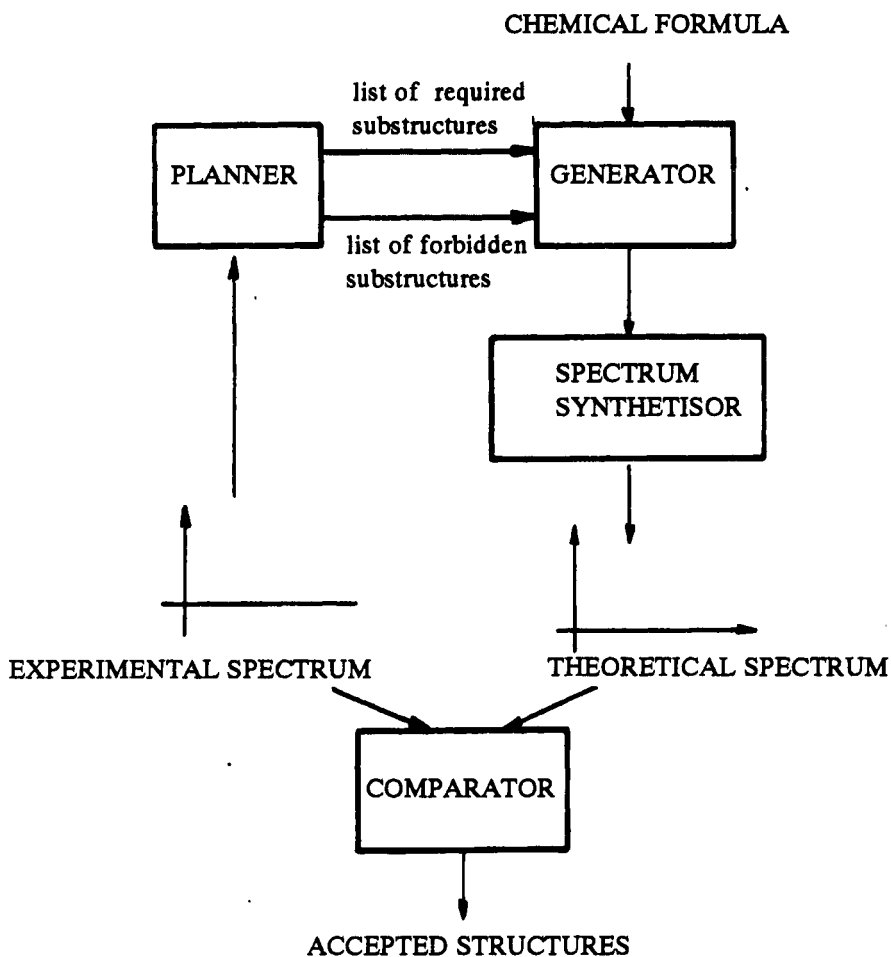 CHEMICAL FORMULA
list of required
substructures
PLANNER
GENERATOR
list of forbidden
substructures
SPECTRUM
SYNTHETISOR
EXPERIMENTAL SPECTRUM
THEORETICAL SPECTRUM
COMPARATOR
ACCEPTED STRUCTURES